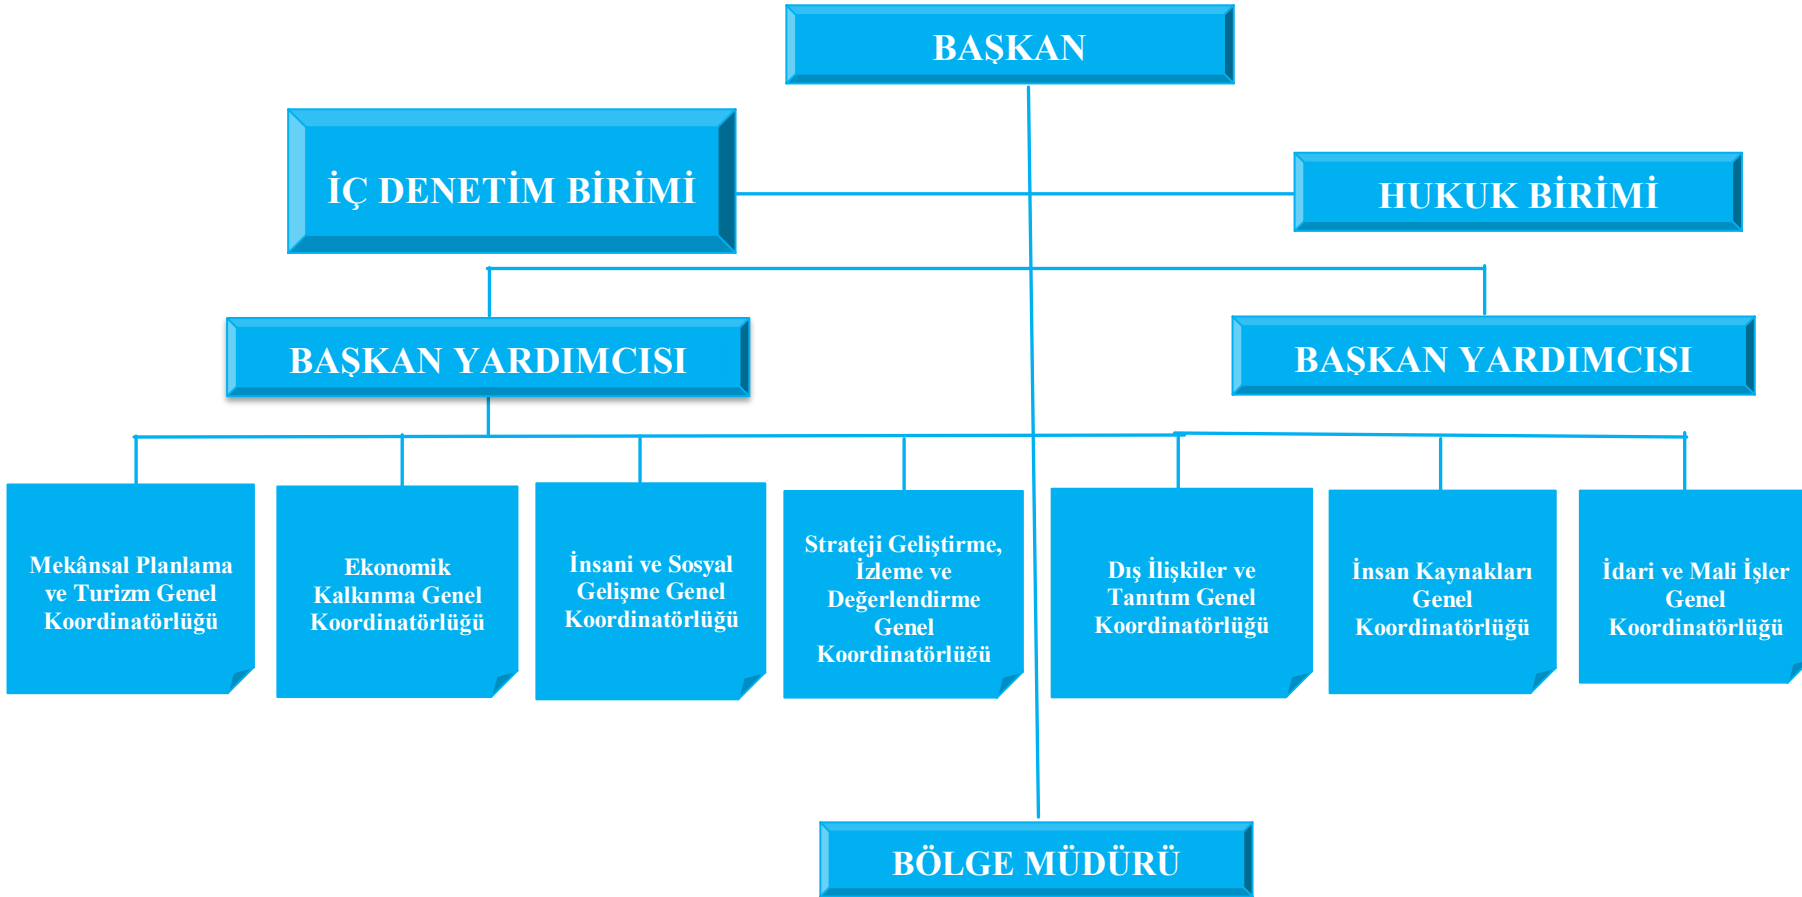 BAŞKAN
İÇ DENETİM BİRİMİ
HUKUK BİRİMİ
BAŞKAN YARDIMCISI
BAŞKAN YARDIMCISI
Mekânsal Planlama
ve Turizm Genel
Koordinatörlüğü
Ekonomik
Kalkınma Genel
Koordinatörlüğü
İnsani ve Sosyal
Gelişme Genel
Koordinatörlüğü
Strateji Geliştirme,
İzleme ve
Değerlendirme
Genel
Koordinatörlüğü
Dış İlişkiler ve
Tanıtım Genel
Koordinatörlüğü
İnsan Kaynakları
Genel
Koordinatörlüğü
İdari ve Mali İşler
Genel
Koordinatörlüğü
BÖLGE MÜDÜRÜ